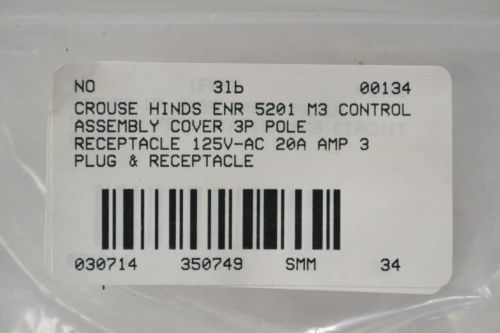 NO 3lb 00134
CROUSE HINDS ENR 5201 M3 CONTROL
ASSEMBLY COVER 3P POLE
RECEPTACLE 125V-AC 20A AMP 3
PLUG & RECEPTACLE
030714 350749 SMM 34